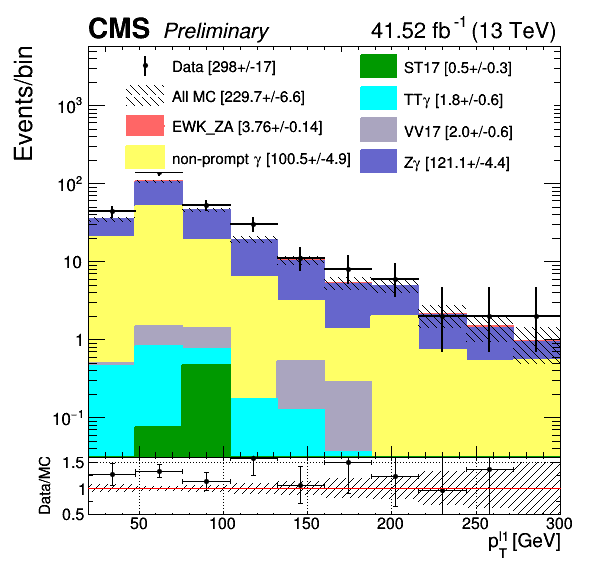 CMS Preliminary 41.52 fb⁻¹ (13 TeV)
Events/bin
Data [298+/-17]
All MC [229.7+/-6.6]
EWK_ZA [3.76+/-0.14]
non-prompt γ [100.5+/-4.9]
ST17 [0.5+/-0.3]
TTγ [1.8+/-0.6]
VV17 [2.0+/-0.6]
Zγ [121.1+/-4.4]
10³
10²
10
1
10⁻¹
Data/MC
1.5
1
0.5
50 100 150 200 250 300
p_T^l1 [GeV]